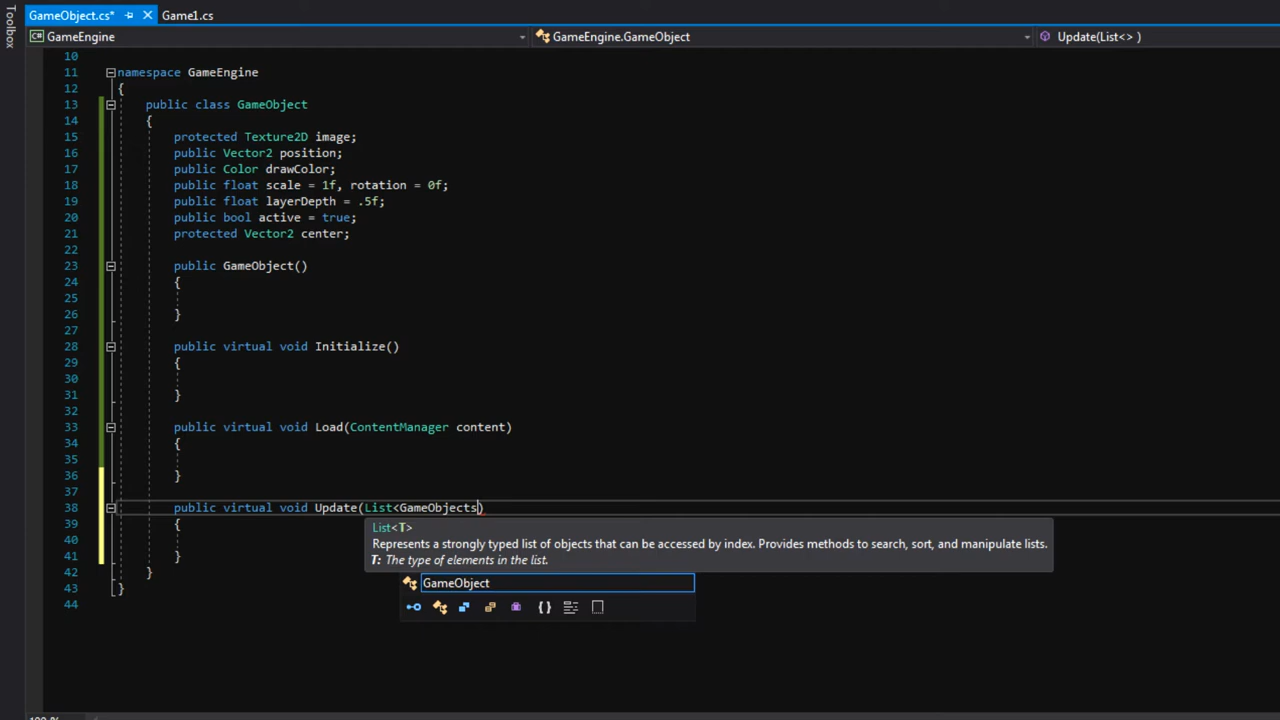 Toolbox
GameObject.cs* Game1.cs
GameEngine GameEngine.GameObject Update(List<> )
10
11 namespace GameEngine
12 {
13 public class GameObject
14 {
15 protected Texture2D image;
16 public Vector2 position;
17 public Color drawColor;
18 public float scale = 1f, rotation = 0f;
19 public float layerDepth = .5f;
20 public bool active = true;
21 protected Vector2 center;
22
23 public GameObject()
24 {
25
26 }
27
28 public virtual void Initialize()
29 {
30
31 }
32
33 public virtual void Load(ContentManager content)
34 {
35
36 }
37
38 public virtual void Update(List<GameObjects)
39 {
40
41 }
42 }
43 }
44
List<T>
Represents a strongly typed list of objects that can be accessed by index. Provides methods to search, sort, and manipulate lists.
T: The type of elements in the list.
GameObject